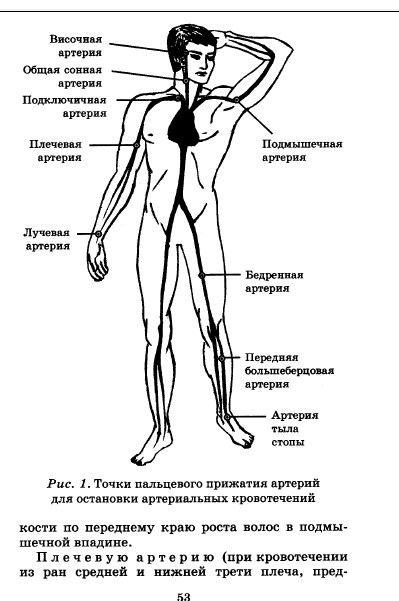 Височная
артерия
Общая сонная
артерия
Подключичная
артерия
Плечевая
артерия
Подмышечная
артерия
Лучевая
артерия
Бедренная
артерия
Передняя
большеберцовая
артерия
Артерия
тыла
стопы
Рис. 1. Точки пальцевого прижатия артерий
для остановки артериальных кровотечений
кости по переднему краю роста волос в подмы-
шечной впадине.
Плечевую артерию (при кровотечении
из ран средней и нижней трети плеча, пред-
53